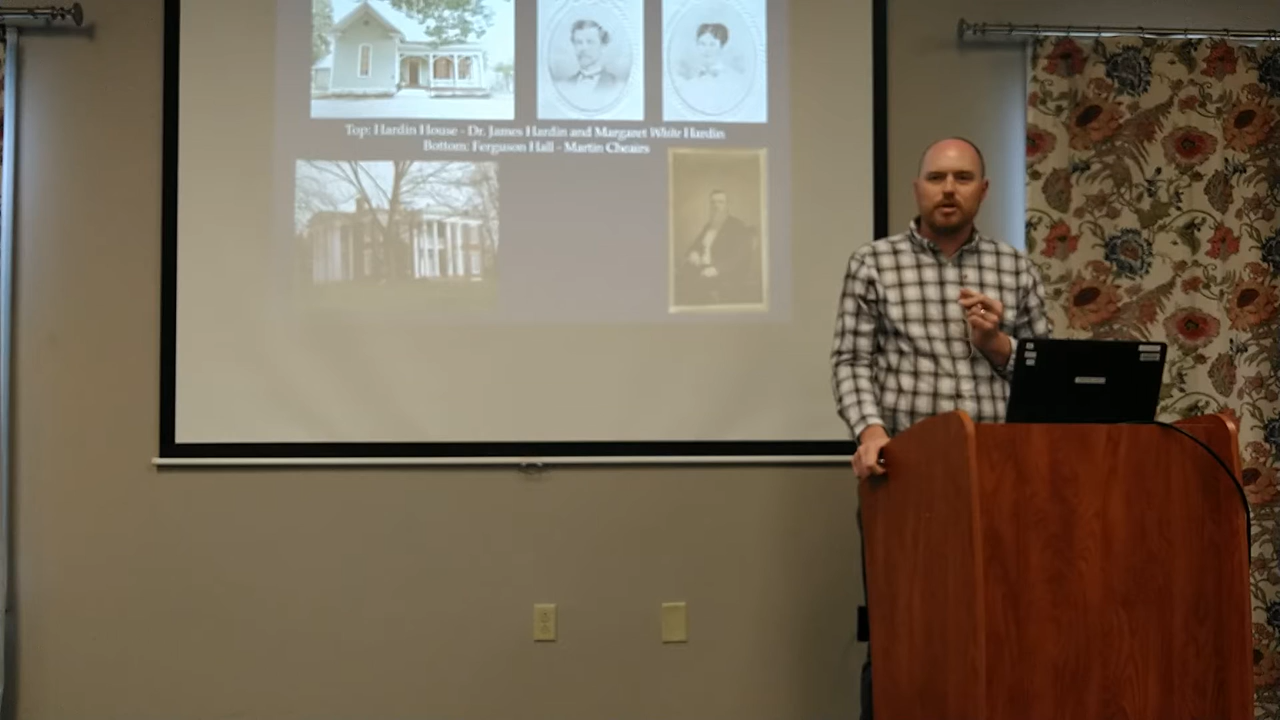 Top: Hardin House - Dr. James Hardin and Margaret White Hardin
Bottom: Ferguson Hall - Martin Cheairs